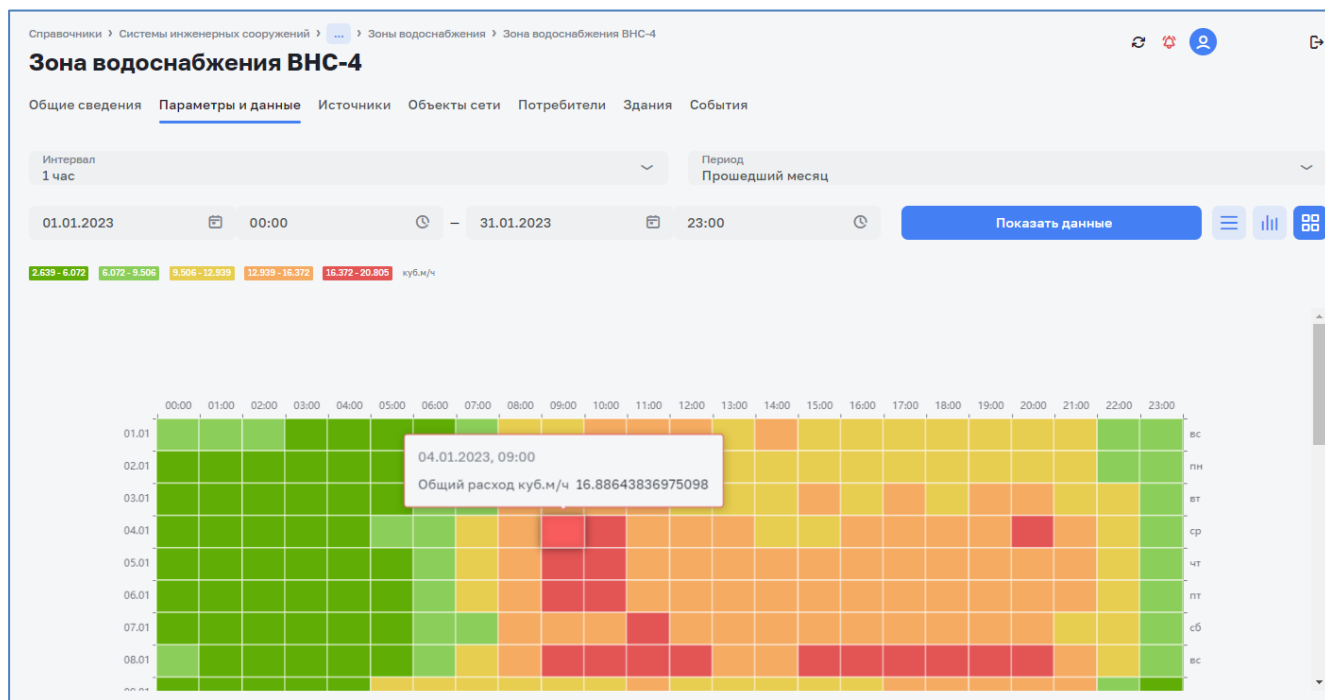 Справочники > Системы инженерных сооружений > ... > Зоны водоснабжения > Зона водоснабжения ВНС-4
Зона водоснабжения ВНС-4
Общие сведения Параметры и данные Источники Объекты сети Потребители Здания События
Интервал
1 час
Период
Прошедший месяц
01.01.2023 00:00 – 31.01.2023 23:00 Показать данные
2.639 - 6.072 6.072 - 9.506 9.506 - 12.939 12.939 - 16.372 16.372 - 20.805 куб.м/ч
00:00 01:00 02:00 03:00 04:00 05:00 06:00 07:00 08:00 09:00 10:00 11:00 12:00 13:00 14:00 15:00 16:00 17:00 18:00 19:00 20:00 21:00 22:00 23:00
01.01 вс
04.01.2023, 09:00
02.01 пн
Общий расход куб.м/ч 16.88643836975098
03.01 вт
04.01 ср
05.01 чт
06.01 пт
07.01 сб
08.01 вс